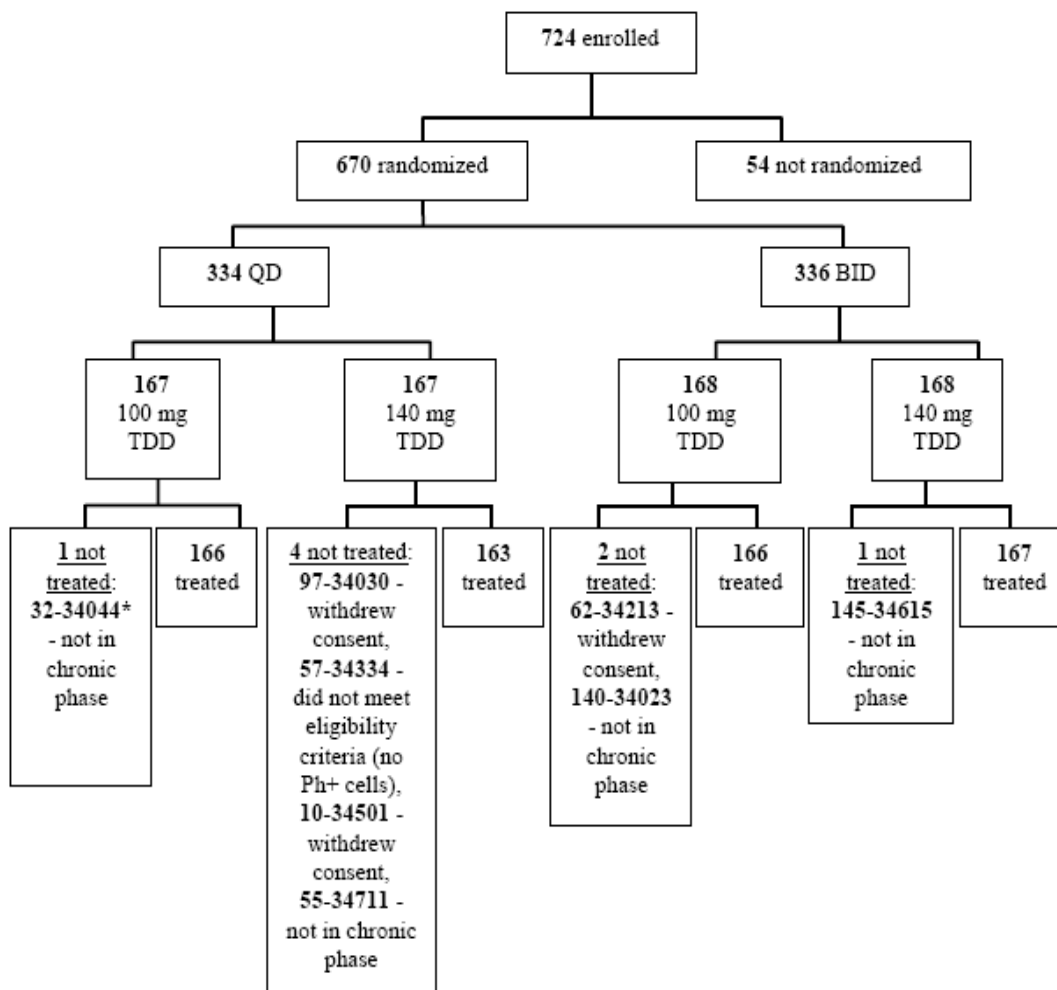 724 enrolled
670 randomized
54 not randomized
334 QD
336 BID
167
100 mg
TDD
167
140 mg
TDD
168
100 mg
TDD
168
140 mg
TDD
1 not
treated:
32-34044*
- not in
chronic
phase
166
treated
4 not treated:
97-34030 -
withdrew
consent,
57-34334 -
did not meet
eligibility
criteria (no
Ph+ cells),
10-34501 -
withdrew
consent,
55-34711 -
not in chronic
phase
163
treated
2 not
treated:
62-34213 -
withdrew
consent,
140-34023
- not in
chronic
phase
166
treated
1 not
treated:
145-34615
- not in
chronic
phase
167
treated